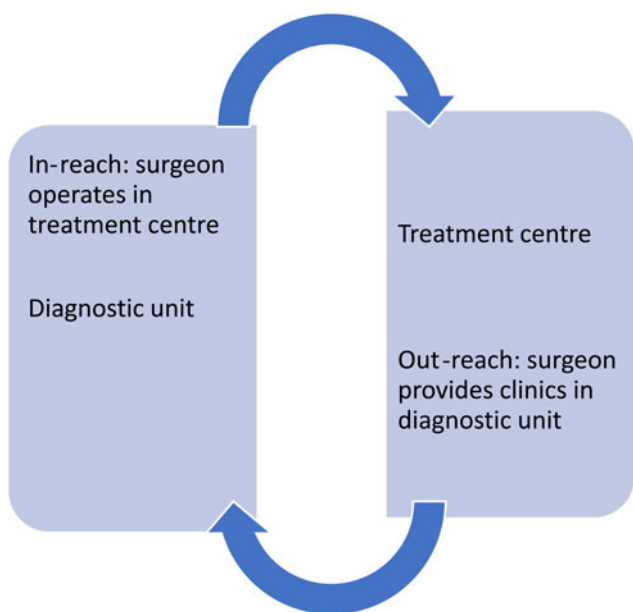 In-reach: surgeon
operates in
treatment centre
Diagnostic unit
Treatment centre
Out-reach: surgeon
provides clinics in
diagnostic unit